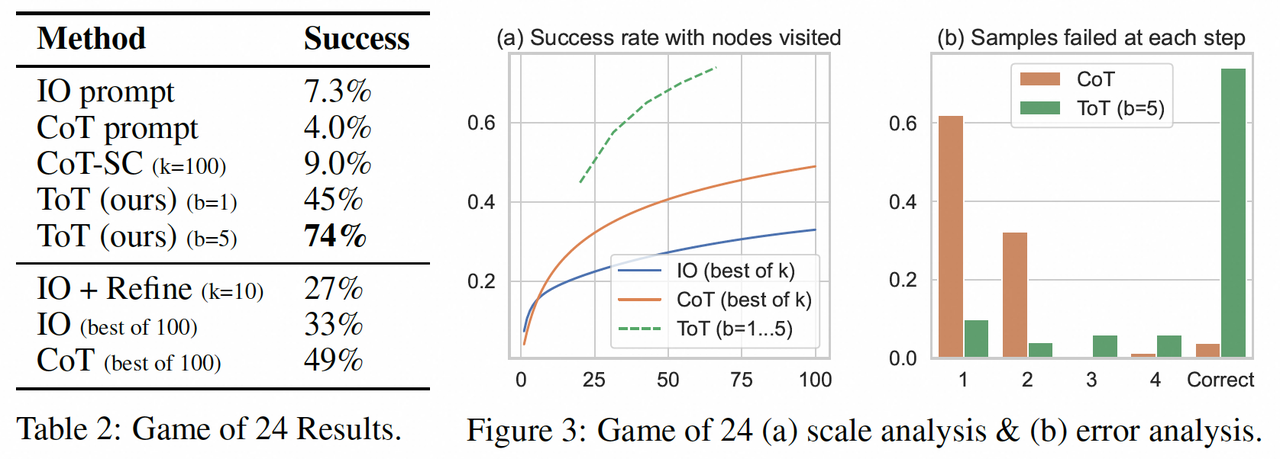 Method Success
IO prompt 7.3%
CoT prompt 4.0%
CoT-SC (k=100) 9.0%
ToT (ours) (b=1) 45%
ToT (ours) (b=5) 74%
IO + Refine (k=10) 27%
IO (best of 100) 33%
CoT (best of 100) 49%
Table 2: Game of 24 Results.
(a) Success rate with nodes visited
0.6
0.4
0.2
IO (best of k)
CoT (best of k)
ToT (b=1...5)
0 25 50 75 100
(b) Samples failed at each step
CoT
ToT (b=5)
0.6
0.4
0.2
0.0
1 2 3 4 Correct
Figure 3: Game of 24 (a) scale analysis & (b) error analysis.